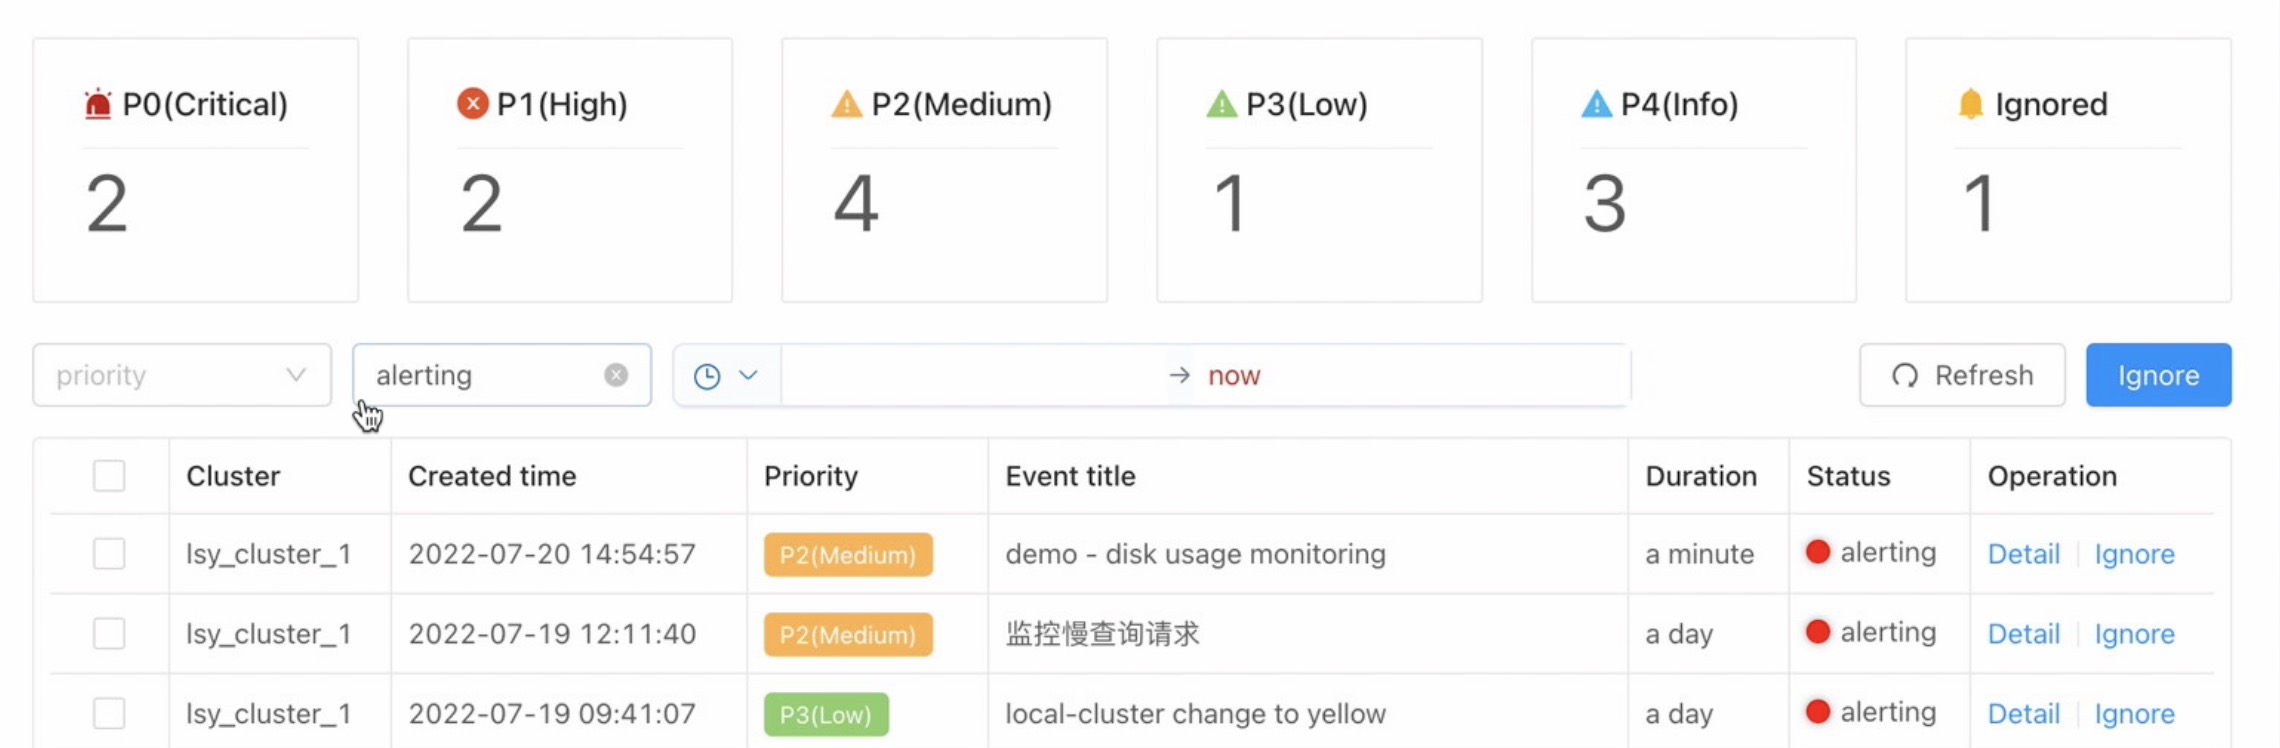 P0(Critical) P1(High) P2(Medium) P3(Low) P4(Info) Ignored
2 2 4 1 3 1
priority alerting → now Refresh Ignore
Cluster Created time Priority Event title Duration Status Operation
lsy_cluster_1 2022-07-20 14:54:57 P2(Medium) demo - disk usage monitoring a minute alerting Detail Ignore
lsy_cluster_1 2022-07-19 12:11:40 P2(Medium) 监控慢查询请求 a day alerting Detail Ignore
lsy_cluster_1 2022-07-19 09:41:07 P3(Low) local-cluster change to yellow a day alerting Detail Ignore